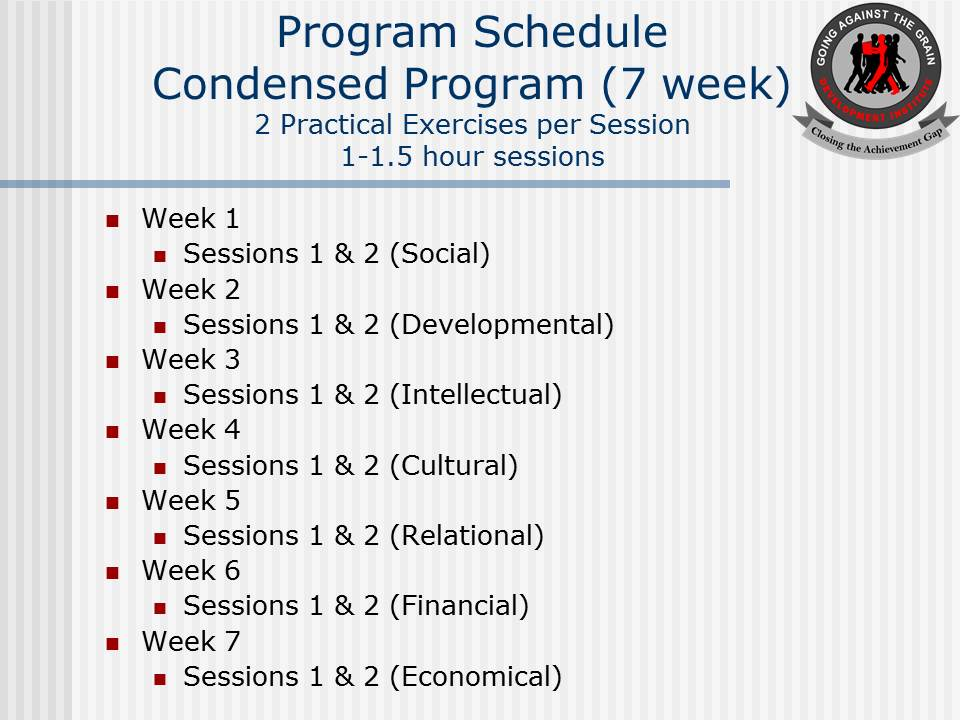 Program Schedule
Condensed Program (7 week)
2 Practical Exercises per Session
1-1.5 hour sessions
GOING AGAINST THE GRAIN
DEVELOPMENT INSTITUTE
Closing the Achievement Gap
Week 1
Sessions 1 & 2 (Social)
Week 2
Sessions 1 & 2 (Developmental)
Week 3
Sessions 1 & 2 (Intellectual)
Week 4
Sessions 1 & 2 (Cultural)
Week 5
Sessions 1 & 2 (Relational)
Week 6
Sessions 1 & 2 (Financial)
Week 7
Sessions 1 & 2 (Economical)